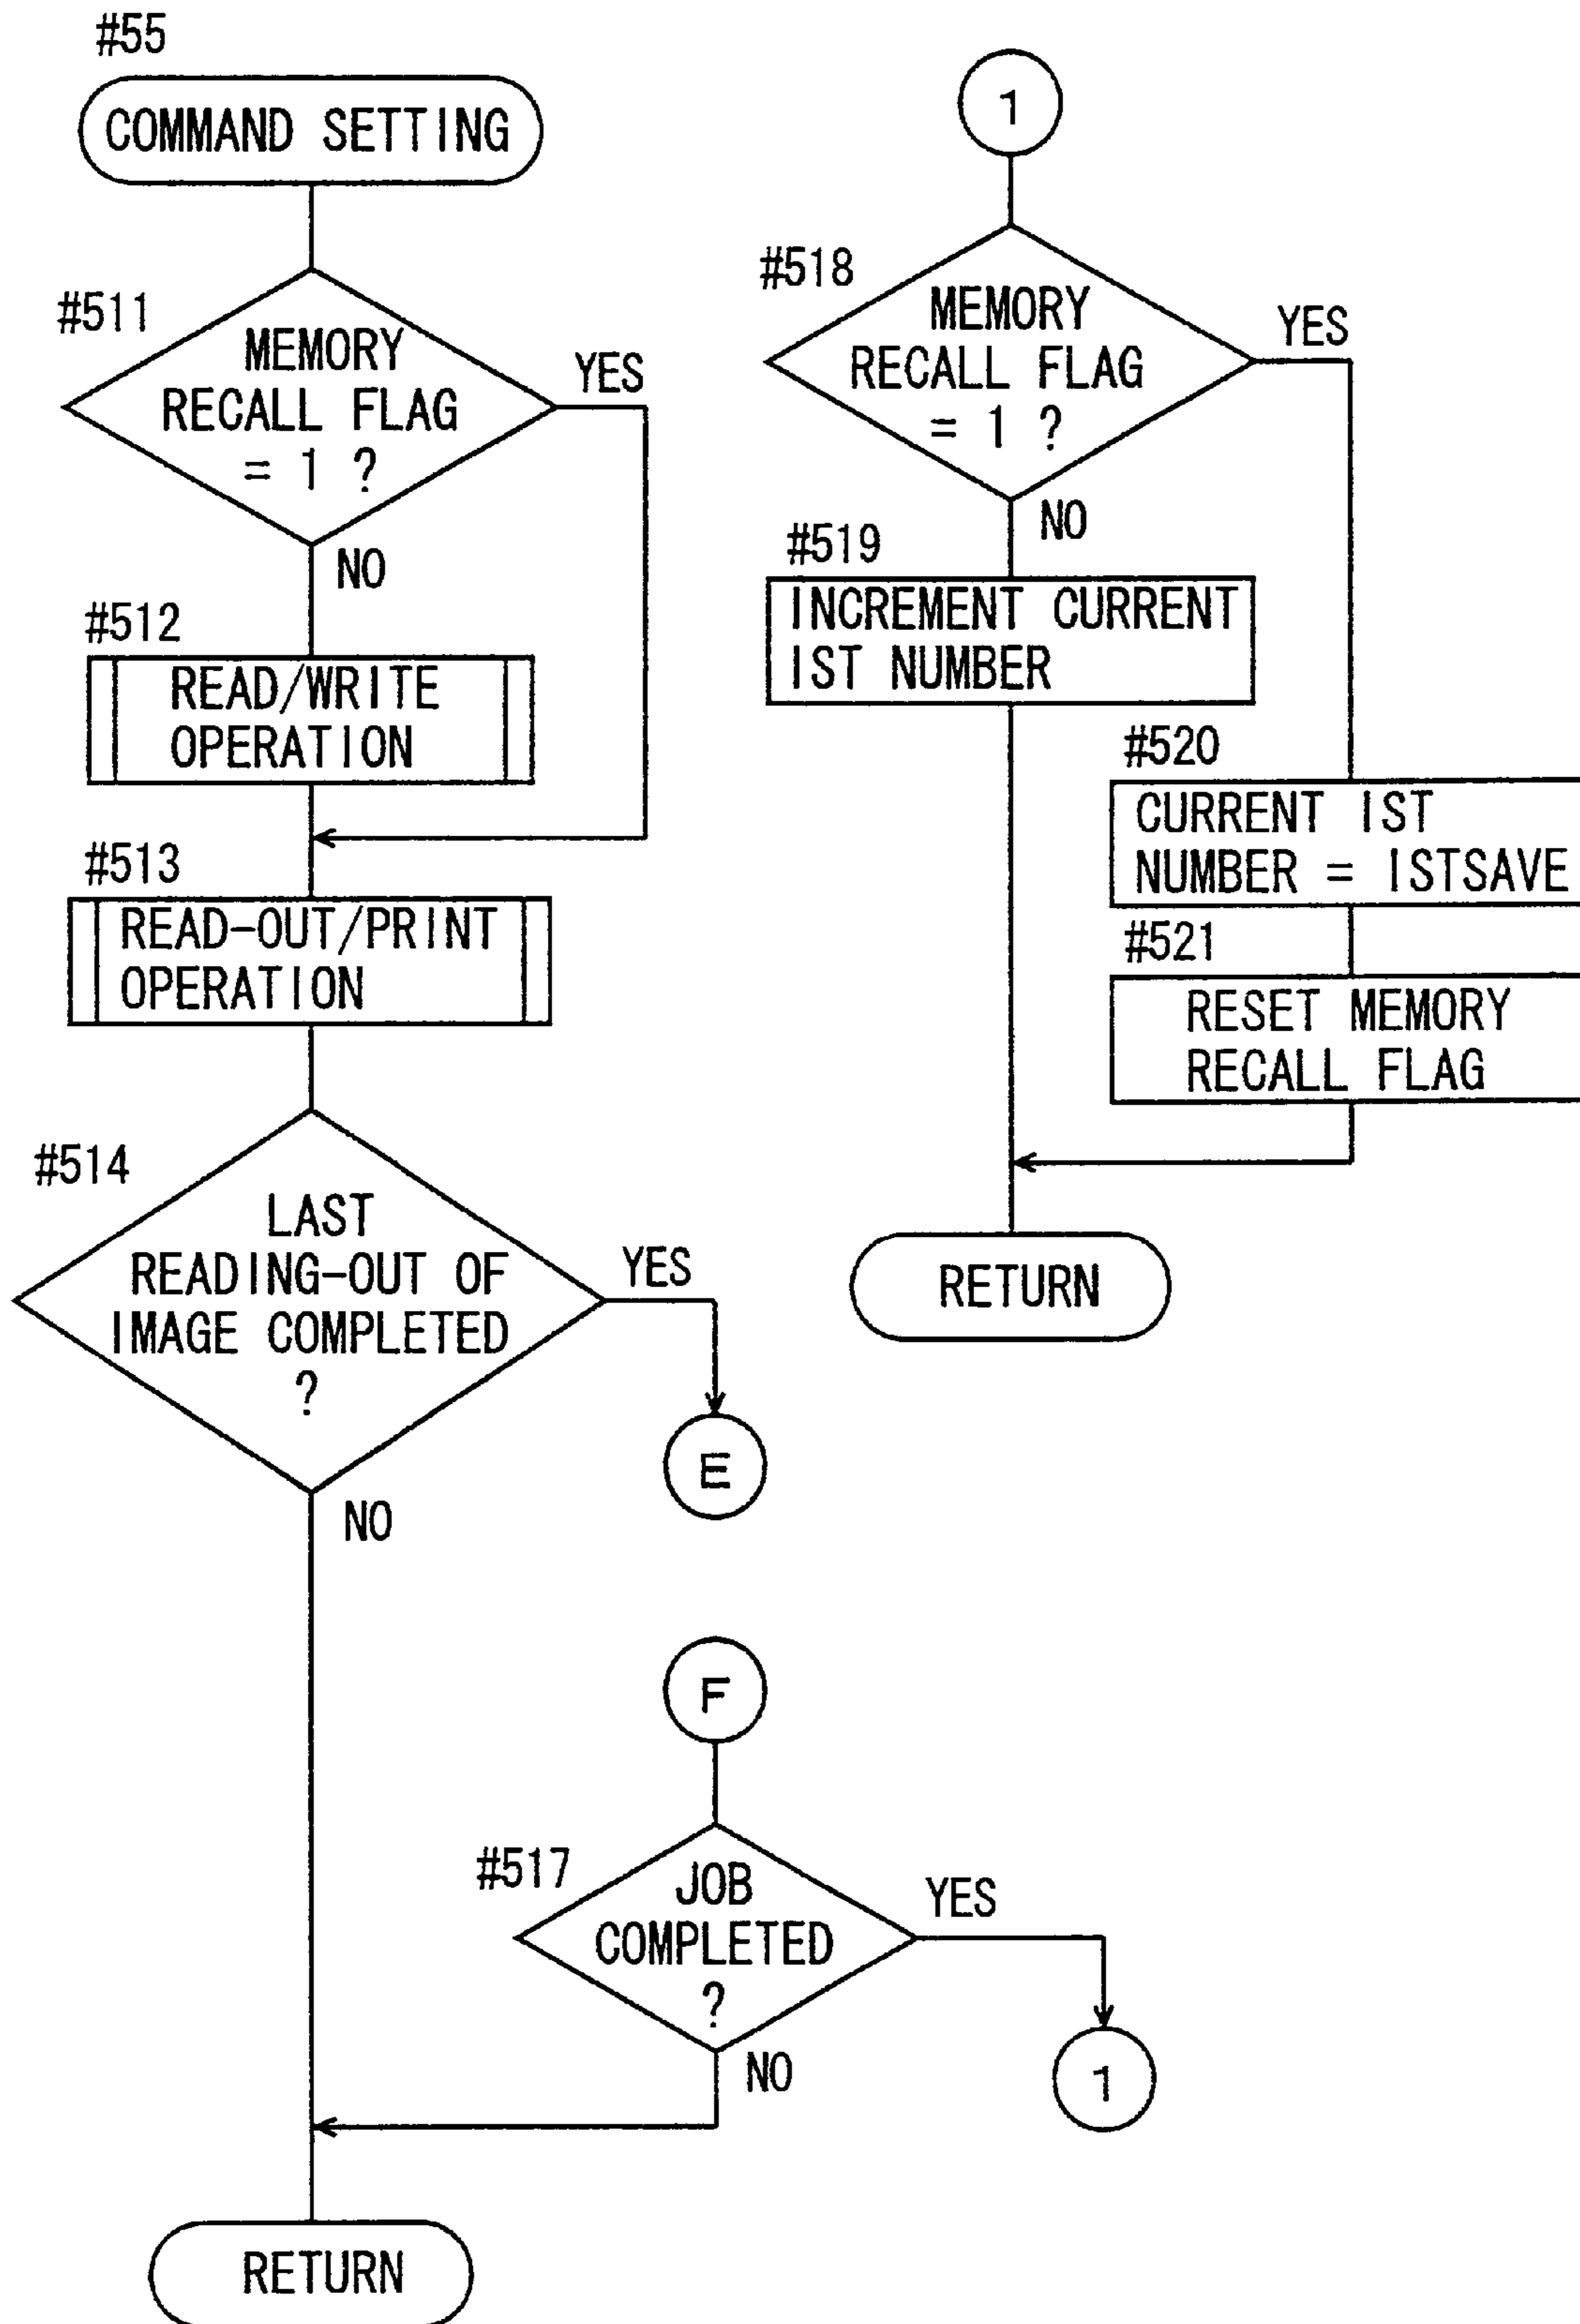 #55
COMMAND SETTING
#511
MEMORY
RECALL FLAG
= 1 ?
YES
NO
#512
READ/WRITE
OPERATION
#513
READ-OUT/PRINT
OPERATION
#514
LAST
READING-OUT OF
IMAGE COMPLETED
?
YES
E
NO
F
#517
JOB
COMPLETED
?
YES
1
NO
RETURN
1
#518
MEMORY
RECALL FLAG
= 1 ?
YES
NO
#519
INCREMENT CURRENT
IST NUMBER
#520
CURRENT IST
NUMBER = ISTSAVE
#521
RESET MEMORY
RECALL FLAG
RETURN